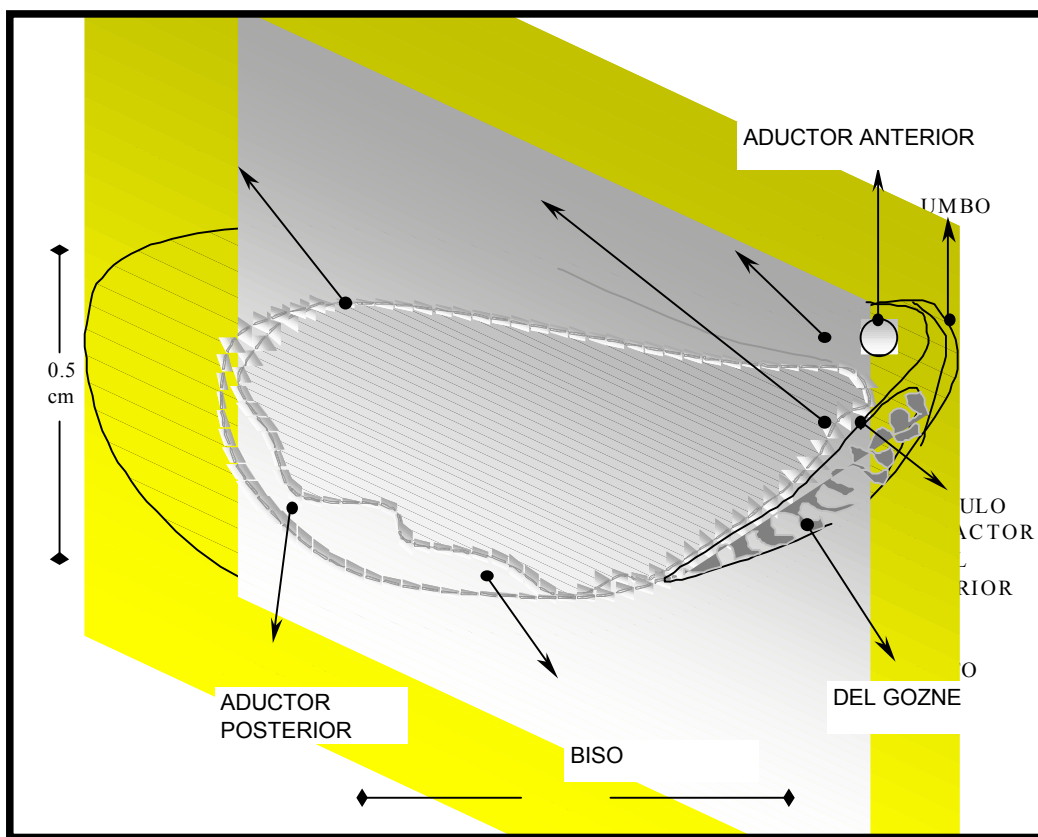 ADUCTOR ANTERIOR
UMBO
0.5
cm
ADUCTOR
POSTERIOR
BISO
DEL GOZNE